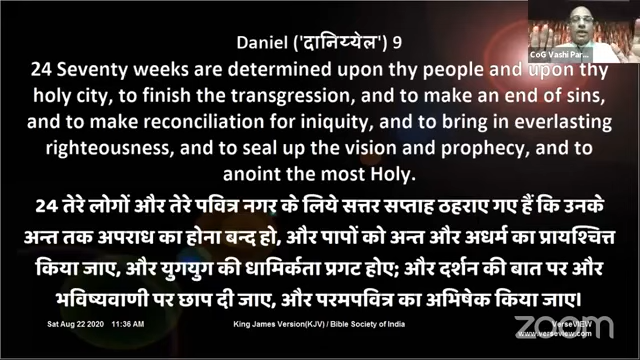 Daniel ('दानिय्येल') 9
24 Seventy weeks are determined upon thy people and upon thy
holy city, to finish the transgression, and to make an end of sins,
and to make reconciliation for iniquity, and to bring in everlasting
righteousness, and to seal up the vision and prophecy, and to
anoint the most Holy.
24 तेरे लोगों और तेरे पवित्र नगर के लिये सत्तर सप्ताह ठहराए गए हैं कि उनके
अन्त तक अपराध का होना बन्द हो, और पापों को अन्त और अधर्म का प्रायश्चित्त
किया जाए, और युगयुग की धामिर्कता प्रगट होए; और दर्शन की बात पर और
भविष्यवाणी पर छाप दी जाए, और परमपवित्र का अभिषेक किया जाए।
Sat Aug 22 2020 11:36 AM
King James Version(KJV) / Bible Society of India
VerseVIEW
www.verseview.com
zoom
CoG Vashi Par...